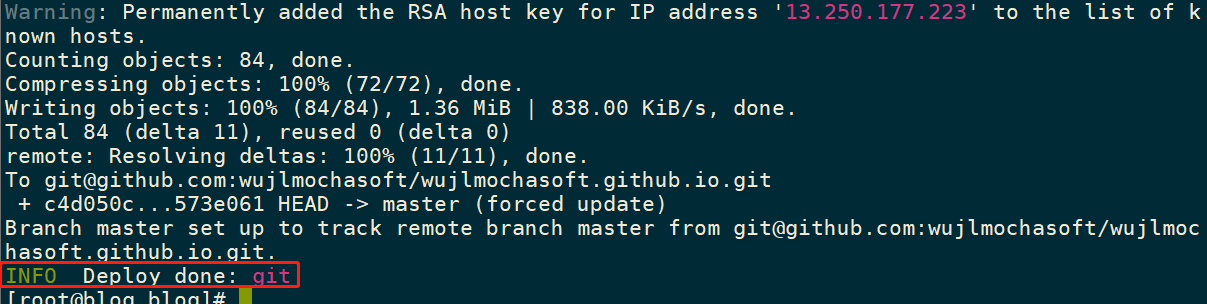 Warning: Permanently added the RSA host key for IP address '13.250.177.223' to the list of k
nown hosts.
Counting objects: 84, done.
Compressing objects: 100% (72/72), done.
Writing objects: 100% (84/84), 1.36 MiB | 838.00 KiB/s, done.
Total 84 (delta 11), reused 0 (delta 0)
remote: Resolving deltas: 100% (11/11), done.
To git@github.com:wujlmochasoft/wujlmochasoft.github.io.git
 + c4d050c...573e061 HEAD -> master (forced update)
Branch master set up to track remote branch master from git@github.com:wujlmochasoft/wujlmoc
hasoft.github.io.git.
INFO  Deploy done: git
[root@blog blog]#